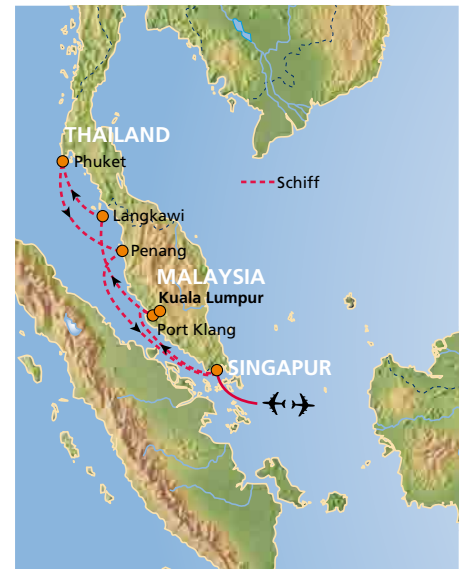 THAILAND
Phuket
Schiff
Langkawi
Penang
MALAYSIA
Kuala Lumpur
Port Klang
SINGAPUR